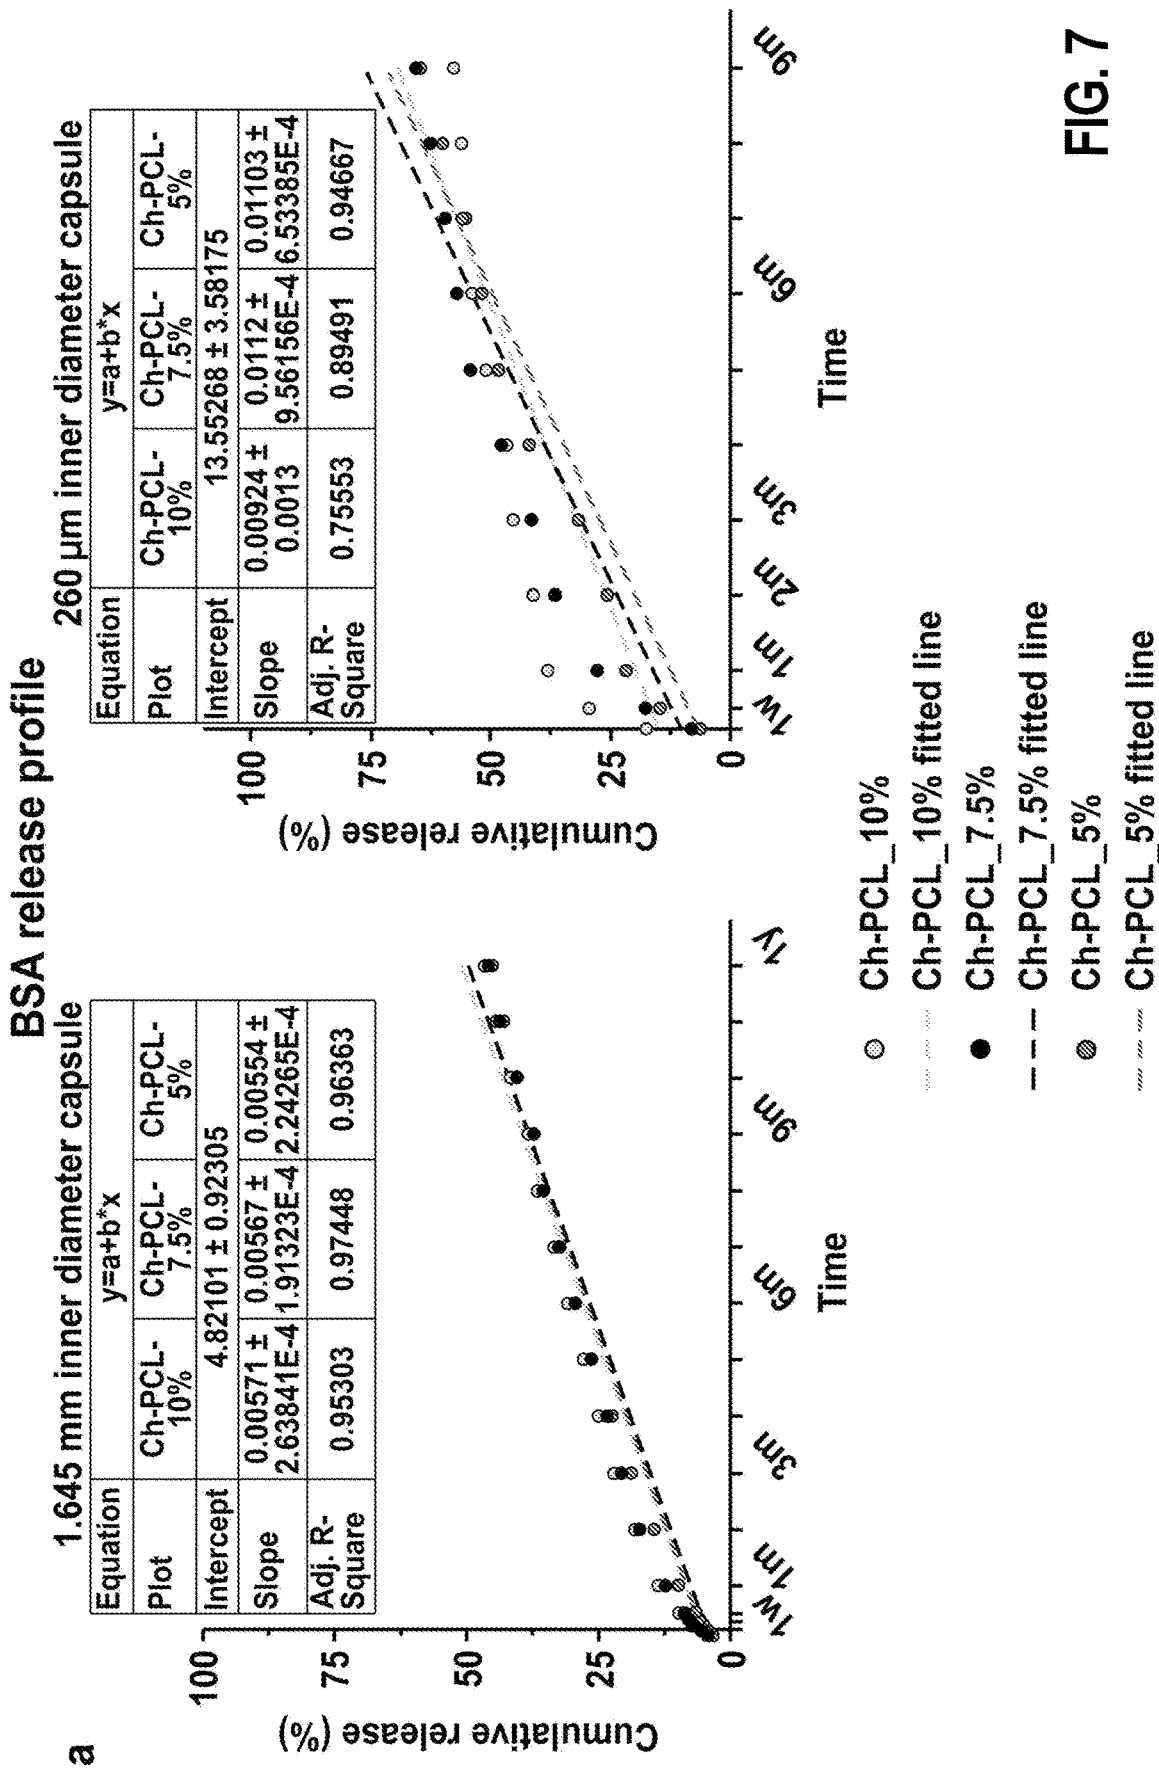 BSA release profile
a
1.645 mm inner diameter capsule
Equation y=a+b*x
Plot Ch-PCL-10% Ch-PCL-7.5% Ch-PCL-5%
Intercept 4.82101 ± 0.92305
Slope 0.00571 ± 2.63841E-4 0.00567 ± 1.91323E-4 0.00554 ± 2.24265E-4
Adj. R-Square 0.95303 0.97448 0.96363
Cumulative release (%)
100
75
50
25
0
1w 1m 3m 6m 9m 1y
Time
260 µm inner diameter capsule
Equation y=a+b*x
Plot Ch-PCL-10% Ch-PCL-7.5% Ch-PCL-5%
Intercept 13.55268 ± 3.58175
Slope 0.00924 ± 0.0013 0.0112 ± 9.56156E-4 0.01103 ± 6.53385E-4
Adj. R-Square 0.75553 0.89491 0.94667
Cumulative release (%)
100
75
50
25
0
1w 1m 2m 3m 6m 9m
Time
Ch-PCL_10%
Ch-PCL_10% fitted line
Ch-PCL_7.5%
Ch-PCL_7.5% fitted line
Ch-PCL_5%
Ch-PCL_5% fitted line
FIG. 7